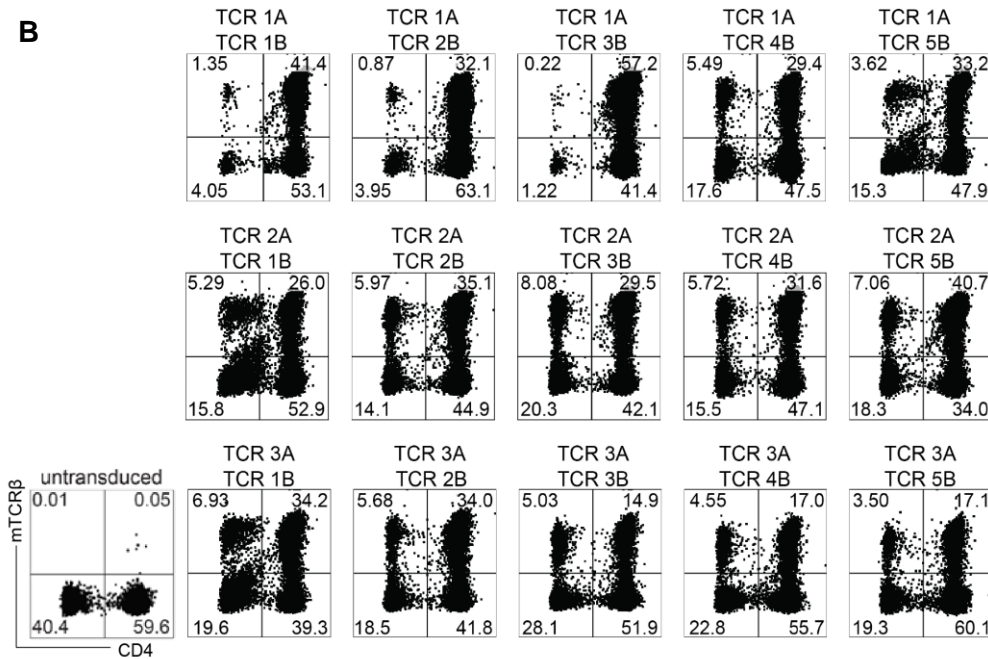 B
TCR 1A TCR 1A TCR 1A TCR 1A TCR 1A
TCR 1B TCR 2B TCR 3B TCR 4B TCR 5B
1.35 41.4 0.87 32.1 0.22 57.2 5.49 29.4 3.62 33.2
4.05 53.1 3.95 63.1 1.22 41.4 17.6 47.5 15.3 47.9
TCR 2A TCR 2A TCR 2A TCR 2A TCR 2A
TCR 1B TCR 2B TCR 3B TCR 4B TCR 5B
5.29 26.0 5.97 35.1 8.08 29.5 5.72 31.6 7.06 40.7
15.8 52.9 14.1 44.9 20.3 42.1 15.5 47.1 18.3 34.0
TCR 3A TCR 3A TCR 3A TCR 3A TCR 3A
untransduced TCR 1B TCR 2B TCR 3B TCR 4B TCR 5B
0.01 0.05 6.93 34.2 5.68 34.0 5.03 14.9 4.55 17.0 3.50 17.1
mTCRβ
40.4 59.6 19.6 39.3 18.5 41.8 28.1 51.9 22.8 55.7 19.3 60.1
CD4